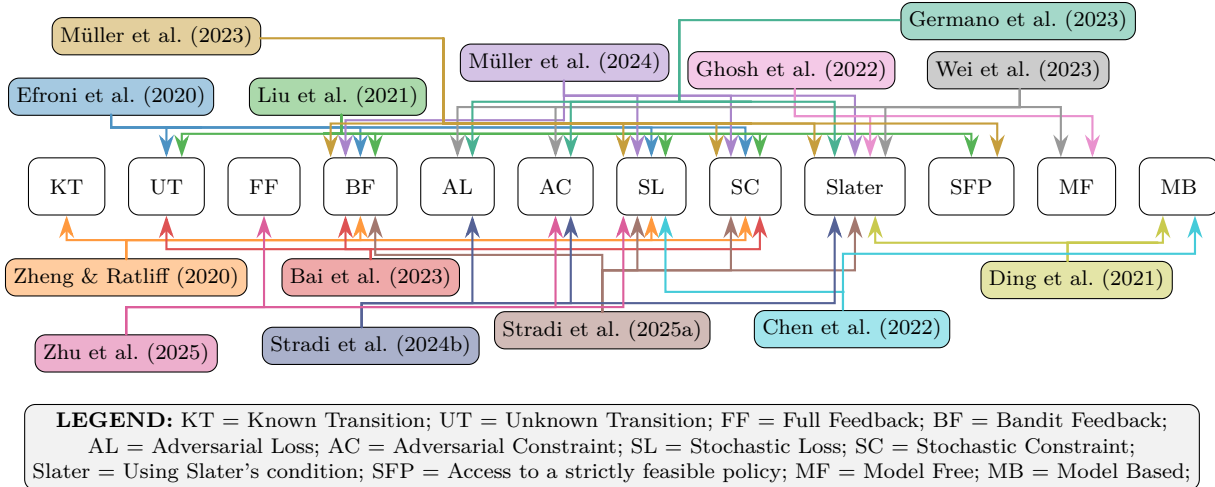 Germano et al. (2023)
Müller et al. (2023)
Müller et al. (2024)
Ghosh et al. (2022)
Wei et al. (2023)
Efroni et al. (2020)
Liu et al. (2021)
KT
UT
FF
BF
AL
AC
SL
SC
Slater
SFP
MF
MB
Zheng & Ratliff (2020)
Bai et al. (2023)
Ding et al. (2021)
Zhu et al. (2025)
Stradi et al. (2024b)
Stradi et al. (2025a)
Chen et al. (2022)
LEGEND: KT = Known Transition; UT = Unknown Transition; FF = Full Feedback; BF = Bandit Feedback;
AL = Adversarial Loss; AC = Adversarial Constraint; SL = Stochastic Loss; SC = Stochastic Constraint;
Slater = Using Slater's condition; SFP = Access to a strictly feasible policy; MF = Model Free; MB = Model Based;